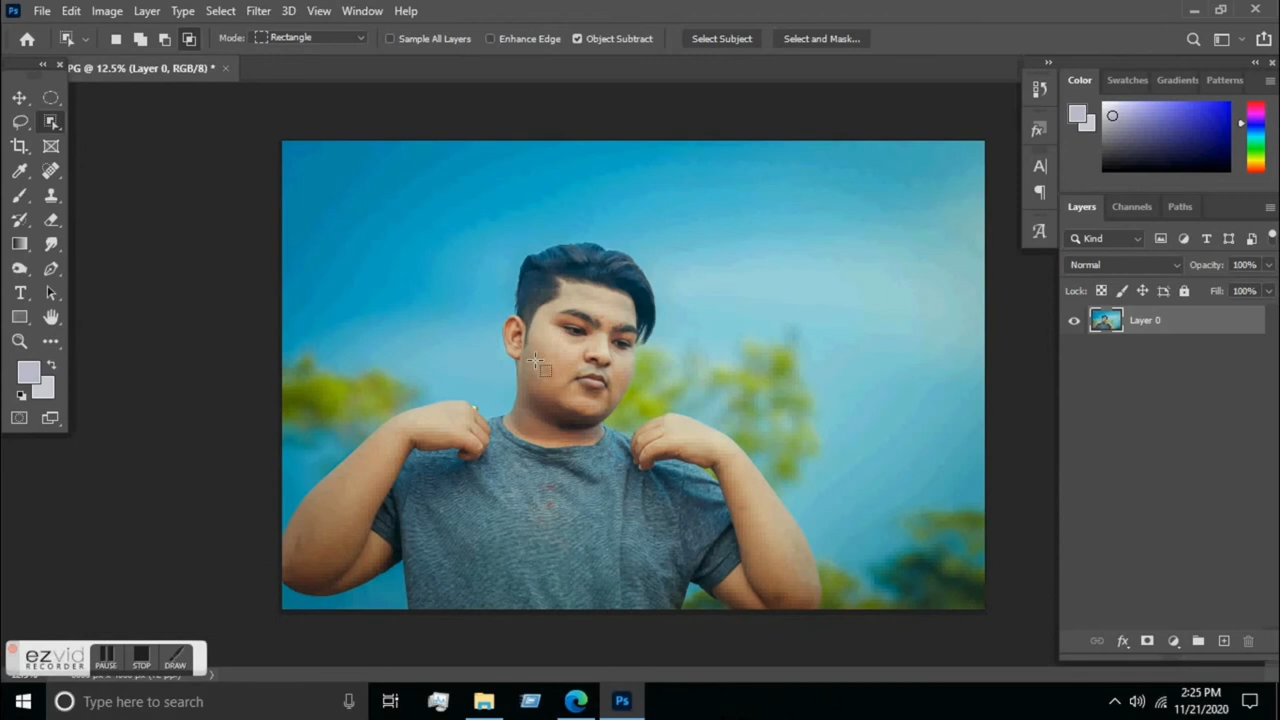 Ps File Edit Image Layer Type Select Filter 3D View Window Help
Mode: Rectangle Sample All Layers Enhance Edge Object Subtract Select Subject Select and Mask...
PG @ 12.5% (Layer 0, RGB/8) *
Color Swatches Gradients Patterns
Layers Channels Paths
Kind
Normal Opacity: 100%
Lock: Fill: 100%
Layer 0
ezvid
RECORDER
PAUSE STOP DRAW
Type here to search
Ps
2:25 PM
11/21/2020